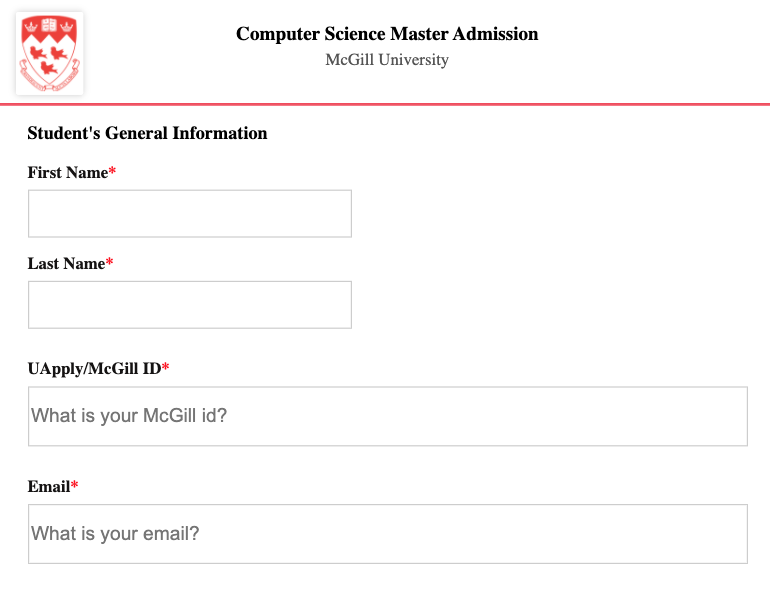 Computer Science Master Admission
McGill University
Student's General Information
First Name*
Last Name*
UApply/McGill ID*
What is your McGill id?
Email*
What is your email?